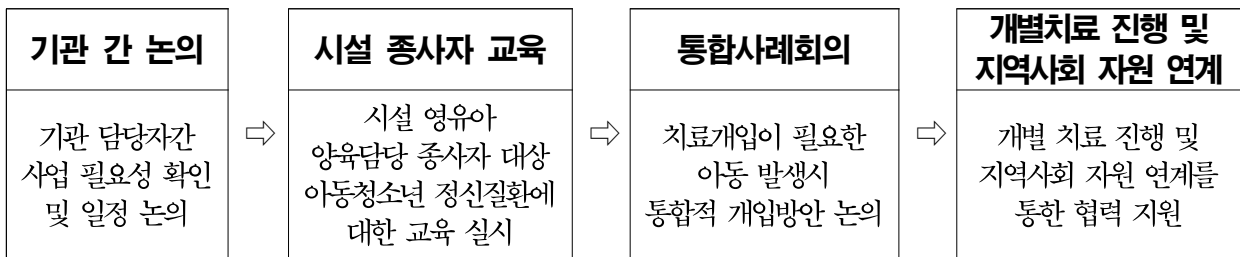 기관 간 논의
기관 담당자간
사업 필요성 확인
및 일정 논의
⇨
시설 종사자 교육
시설 영유아
양육담당 종사자 대상
아동청소년 정신질환에
대한 교육 실시
⇨
통합사례회의
치료개입이 필요한
아동 발생시
통합적 개입방안 논의
⇨
개별치료 진행 및
지역사회 자원 연계
개별 치료 진행 및
지역사회 자원 연계를
통한 협력 지원